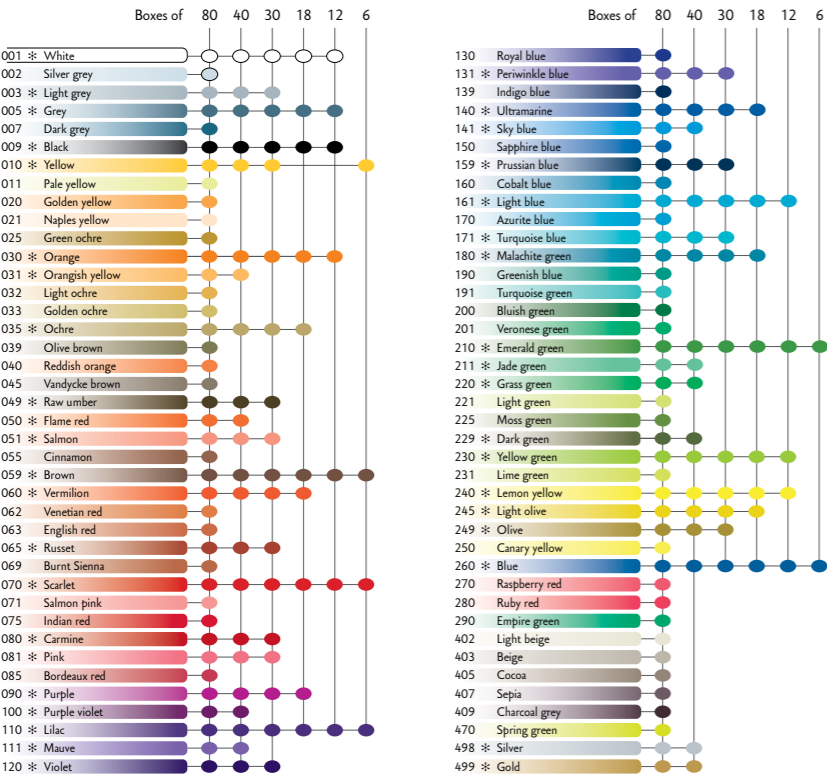 Boxes of 80 40 30 18 12 6
001 * White
002 Silver grey
003 * Light grey
005 * Grey
007 Dark grey
009 * Black
010 * Yellow
011 Pale yellow
020 Golden yellow
021 Naples yellow
025 Green ochre
030 * Orange
031 * Orangish yellow
032 Light ochre
033 Golden ochre
035 * Ochre
039 Olive brown
040 Reddish orange
045 Vandycke brown
049 * Raw umber
050 * Flame red
051 * Salmon
055 Cinnamon
059 * Brown
060 * Vermilion
062 Venetian red
063 English red
065 * Russet
069 Burnt Sienna
070 * Scarlet
071 Salmon pink
075 Indian red
080 * Carmine
081 * Pink
085 Bordeaux red
090 * Purple
100 * Purple violet
110 * Lilac
111 * Mauve
120 * Violet
Boxes of 80 40 30 18 12 6
130 Royal blue
131 * Periwinkle blue
139 Indigo blue
140 * Ultramarine
141 * Sky blue
150 Sapphire blue
159 * Prussian blue
160 Cobalt blue
161 * Light blue
170 Azurite blue
171 * Turquoise blue
180 * Malachite green
190 Greenish blue
191 Turquoise green
200 Bluish green
201 Veronese green
210 * Emerald green
211 * Jade green
220 * Grass green
221 Light green
225 Moss green
229 * Dark green
230 * Yellow green
231 Lime green
240 * Lemon yellow
245 * Light olive
249 * Olive
250 Canary yellow
260 * Blue
270 Raspberry red
280 Ruby red
290 Empire green
402 Light beige
403 Beige
405 Cocoa
407 Sepia
409 Charcoal grey
470 Spring green
498 * Silver
499 * Gold